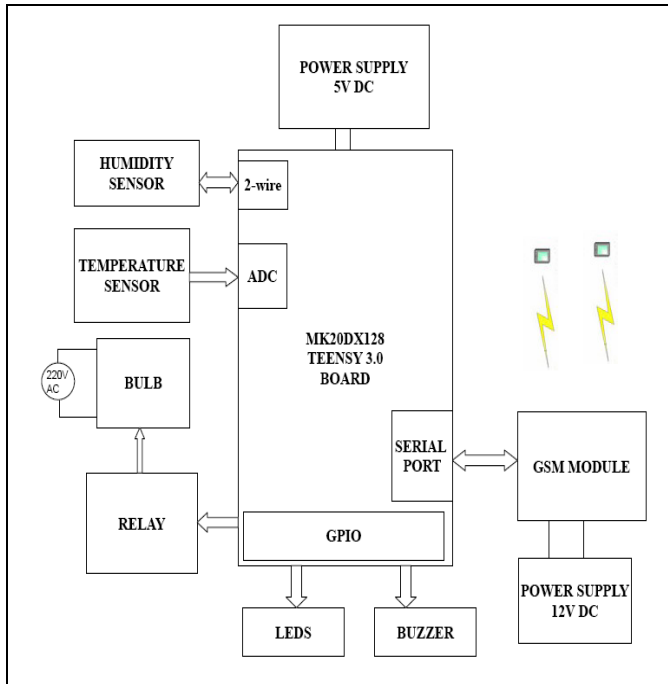 POWER SUPPLY
5V DC
HUMIDITY
SENSOR
2-wire
TEMPERATURE
SENSOR
ADC
MK20DX128
TEENSY 3.0
BOARD
220V
AC
BULB
SERIAL
PORT
GSM MODULE
RELAY
GPIO
POWER SUPPLY
12V DC
LEDS
BUZZER